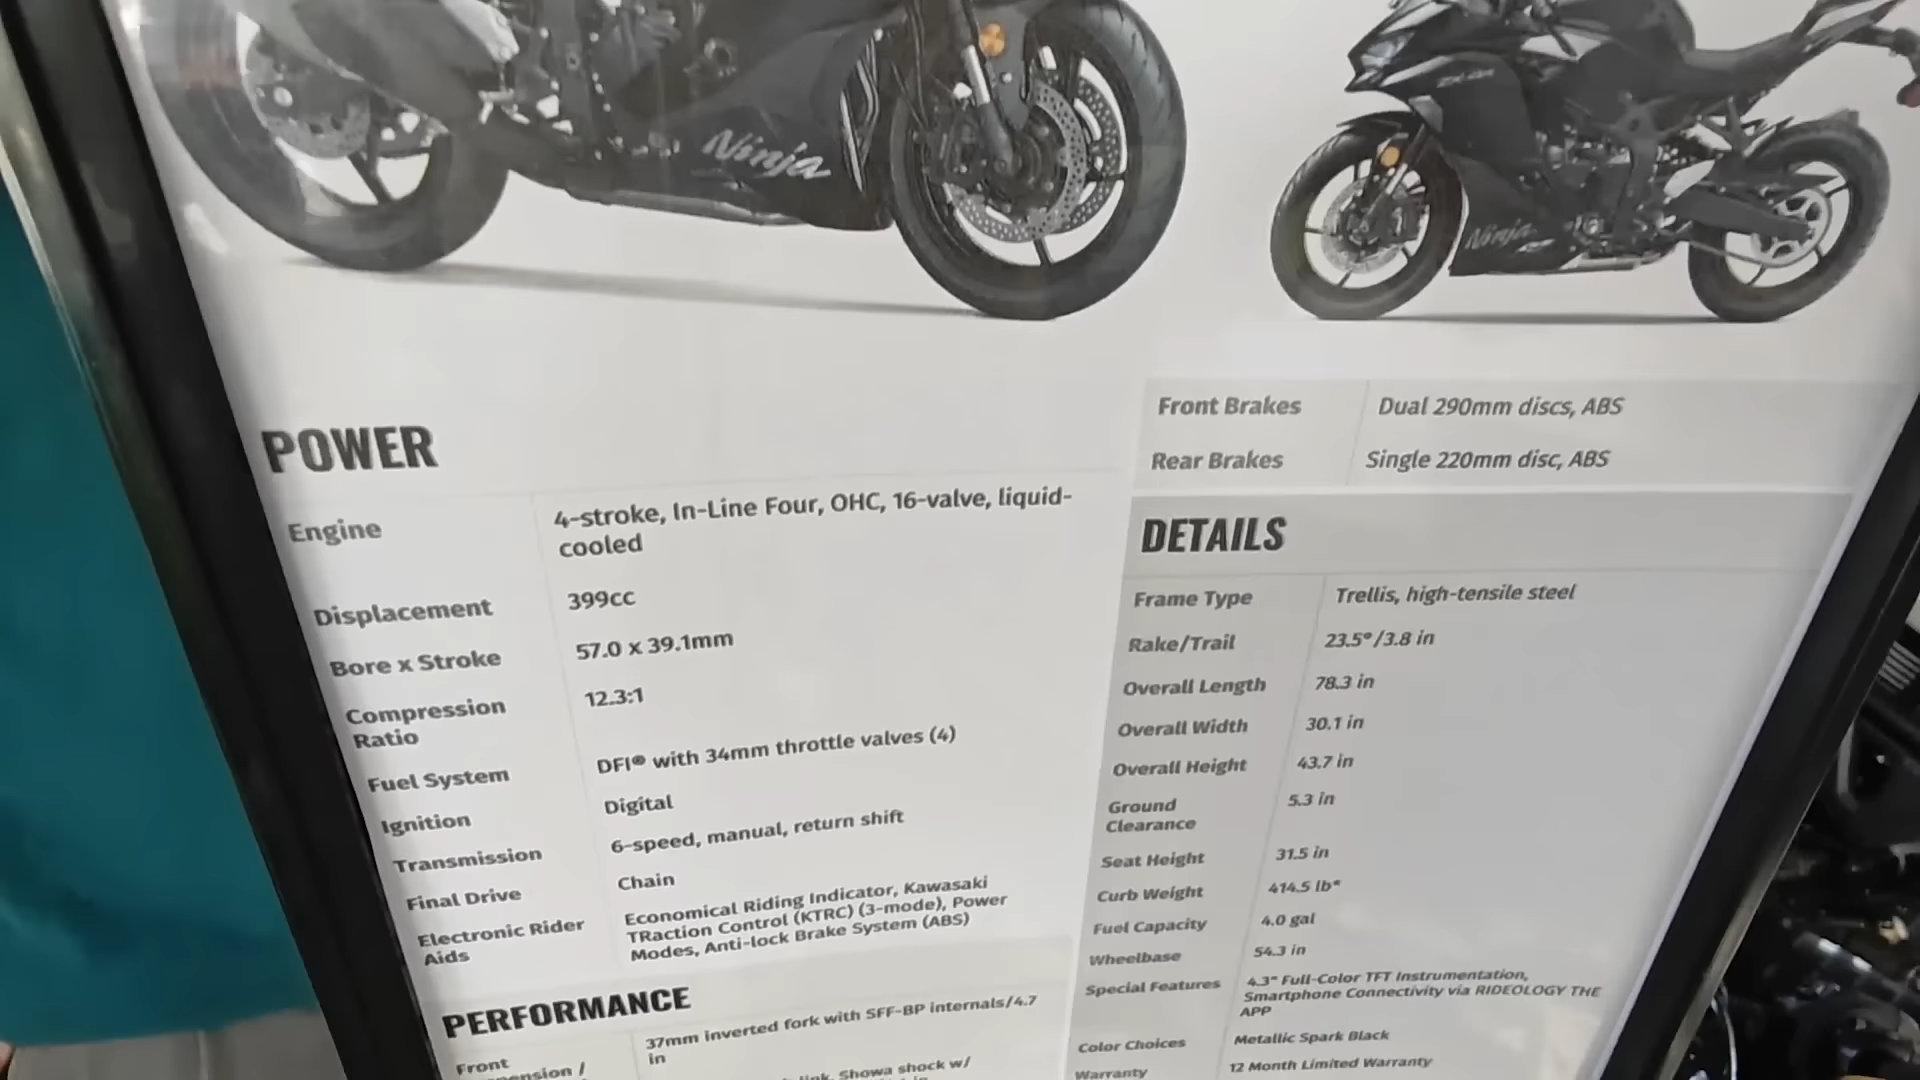 Ninja
Ninja
POWER
Engine
4-stroke, In-Line Four, OHC, 16-valve, liquid-
cooled
Displacement
399cc
Bore x Stroke
57.0 x 39.1mm
Compression
Ratio
12.3:1
Fuel System
DFI® with 34mm throttle valves (4)
Ignition
Digital
Transmission
6-speed, manual, return shift
Final Drive
Chain
Electronic Rider
Aids
Economical Riding Indicator, Kawasaki
TRaction Control (KTRC) (3-mode), Power
Modes, Anti-lock Brake System (ABS)
PERFORMANCE
Front
37mm inverted fork with SFF-BP internals/4.7
in
Showa shock w/
Front Brakes
Dual 290mm discs, ABS
Rear Brakes
Single 220mm disc, ABS
DETAILS
Frame Type
Trellis, high-tensile steel
Rake/Trail
23.5°/3.8 in
Overall Length
78.3 in
Overall Width
30.1 in
Overall Height
43.7 in
Ground
Clearance
5.3 in
Seat Height
31.5 in
Curb Weight
414.5 lb*
Fuel Capacity
4.0 gal
Wheelbase
54.3 in
Special Features
4.3" Full-Color TFT Instrumentation,
Smartphone Connectivity via RIDEOLOGY THE
APP
Color Choices
Metallic Spark Black
Warranty
12 Month Limited Warranty